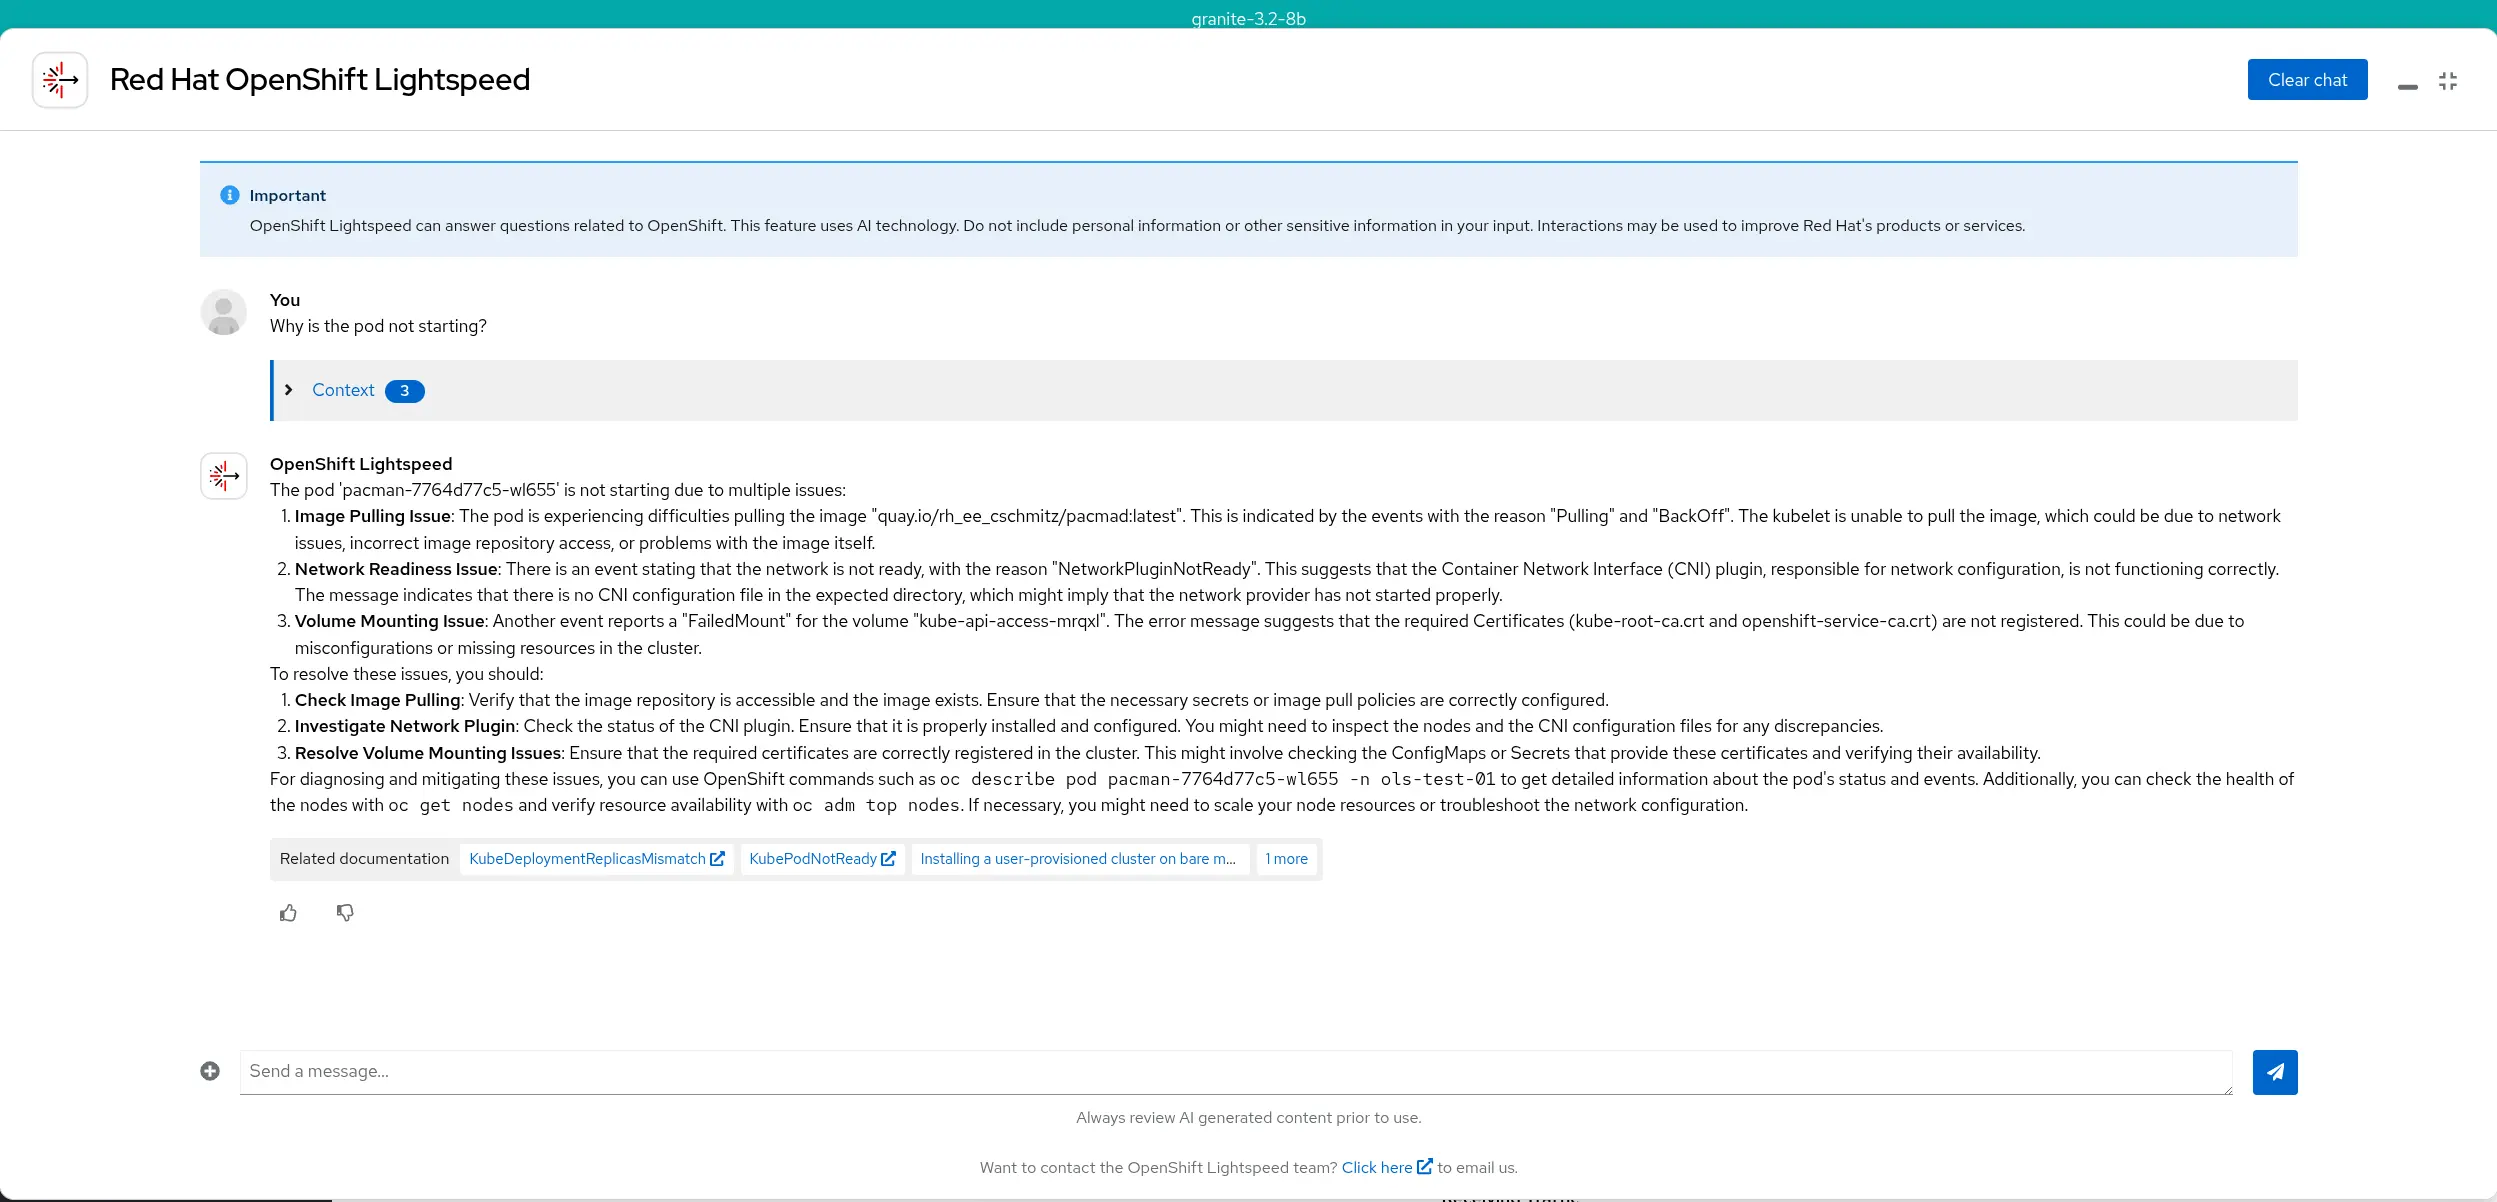 granite-3.2-8b
Red Hat OpenShift Lightspeed
Clear chat
Important
OpenShift Lightspeed can answer questions related to OpenShift. This feature uses AI technology. Do not include personal information or other sensitive information in your input. Interactions may be used to improve Red Hat's products or services.
You
Why is the pod not starting?
Context 3
OpenShift Lightspeed
The pod 'pacman-7764d77c5-wl655' is not starting due to multiple issues:
1. Image Pulling Issue: The pod is experiencing difficulties pulling the image "quay.io/rh_ee_cschmitz/pacmad:latest". This is indicated by the events with the reason "Pulling" and "BackOff". The kubelet is unable to pull the image, which could be due to network
issues, incorrect image repository access, or problems with the image itself.
2. Network Readiness Issue: There is an event stating that the network is not ready, with the reason "NetworkPluginNotReady". This suggests that the Container Network Interface (CNI) plugin, responsible for network configuration, is not functioning correctly.
The message indicates that there is no CNI configuration file in the expected directory, which might imply that the network provider has not started properly.
3. Volume Mounting Issue: Another event reports a "FailedMount" for the volume "kube-api-access-mrqxl". The error message suggests that the required Certificates (kube-root-ca.crt and openshift-service-ca.crt) are not registered. This could be due to
misconfigurations or missing resources in the cluster.
To resolve these issues, you should:
1. Check Image Pulling: Verify that the image repository is accessible and the image exists. Ensure that the necessary secrets or image pull policies are correctly configured.
2. Investigate Network Plugin: Check the status of the CNI plugin. Ensure that it is properly installed and configured. You might need to inspect the nodes and the CNI configuration files for any discrepancies.
3. Resolve Volume Mounting Issues: Ensure that the required certificates are correctly registered in the cluster. This might involve checking the ConfigMaps or Secrets that provide these certificates and verifying their availability.
For diagnosing and mitigating these issues, you can use OpenShift commands such as oc describe pod pacman-7764d77c5-wl655 -n ols-test-01 to get detailed information about the pod's status and events. Additionally, you can check the health of
the nodes with oc get nodes and verify resource availability with oc adm top nodes. If necessary, you might need to scale your node resources or troubleshoot the network configuration.
Related documentation KubeDeploymentReplicasMismatch KubePodNotReady Installing a user-provisioned cluster on bare m... 1 more
Send a message...
Always review AI generated content prior to use.
Want to contact the OpenShift Lightspeed team? Click here to email us.